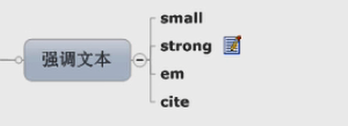 强调文本
small
strong
em
cite